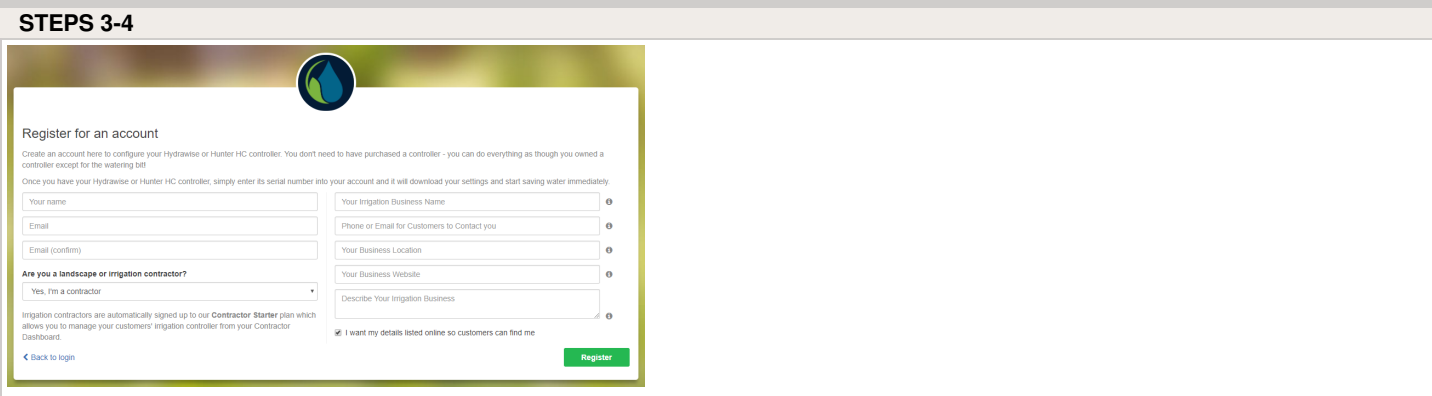 STEPS 3-4
Register for an account
Create an account here to configure your Hydrawise or Hunter HC controller. You don't need to have purchased a controller - you can do everything as though you owned a
controller except for the watering bit!
Once you have your Hydrawise or Hunter HC controller, simply enter its serial number into your account and it will download your settings and start saving water immediately.
Your name
Email
Email (confirm)
Are you a landscape or irrigation contractor?
Yes, I'm a contractor
Irrigation contractors are automatically signed up to our Contractor Starter plan which
allows you to manage your customers' irrigation controller from your Contractor
Dashboard.
Back to login
Your Irrigation Business Name
Phone or Email for Customers to Contact you
Your Business Location
Your Business Website
Describe Your Irrigation Business
I want my details listed online so customers can find me
Register